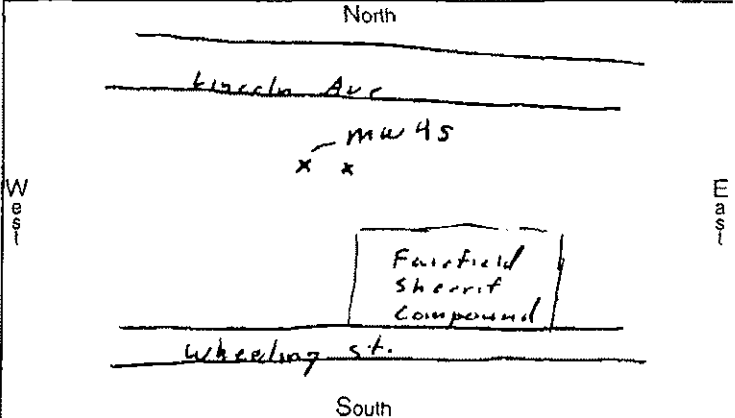 North
Lincoln Ave
MW 4S
x x
West
East
Fairfield
Sherrif
Compound
Wheeling St.
South